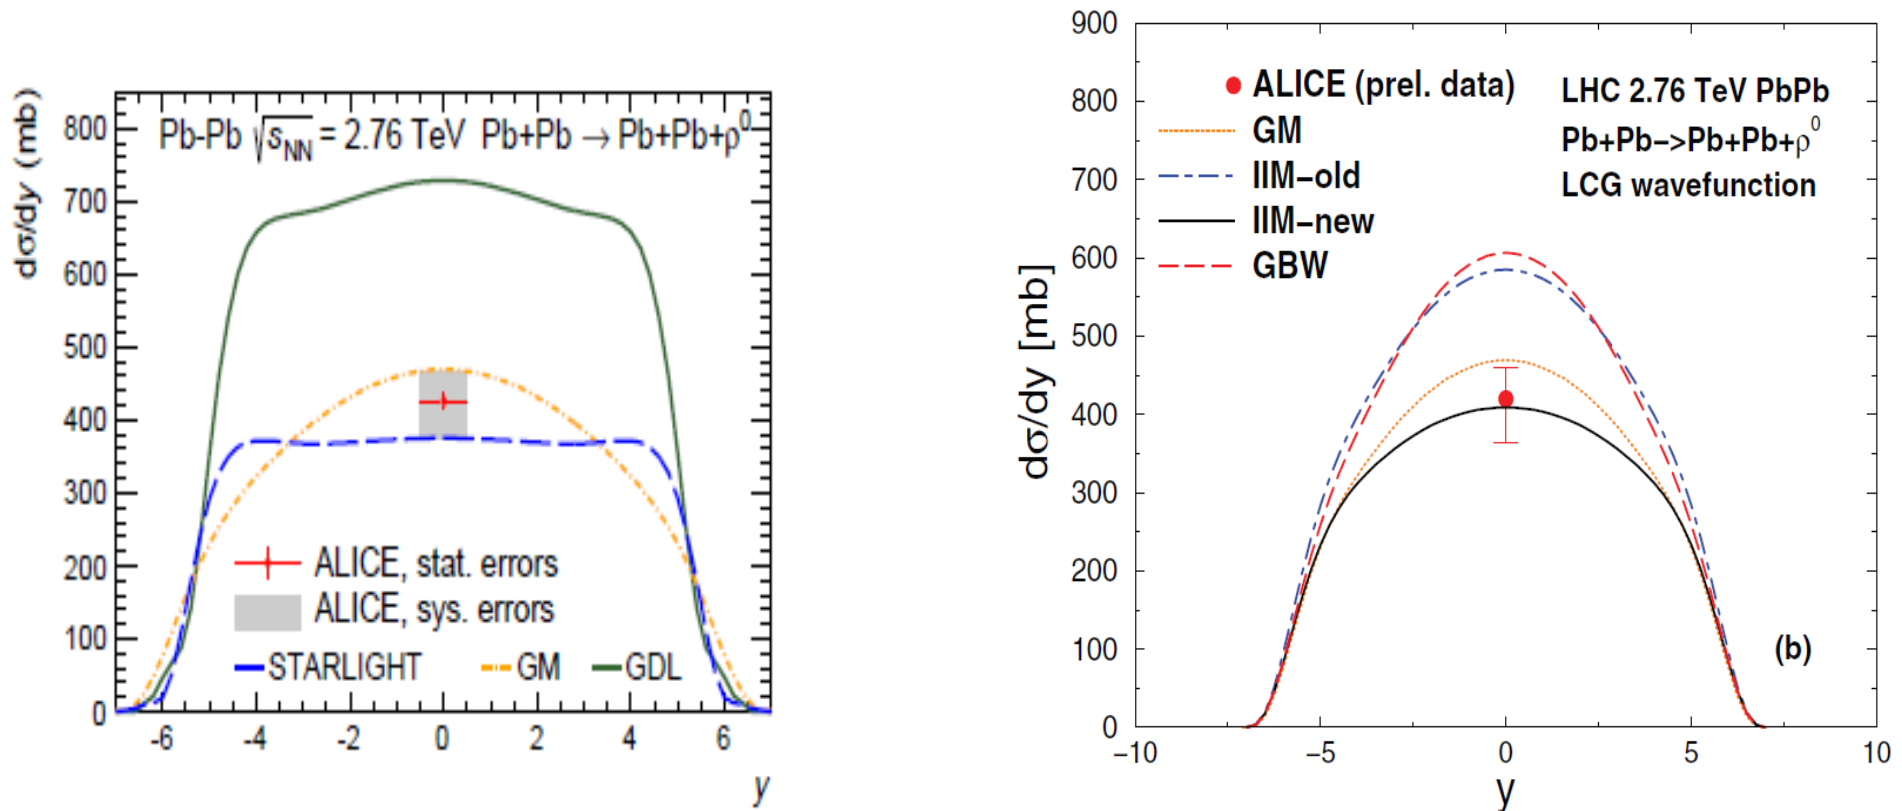 dσ/dy (mb)
800
700
600
500
400
300
200
100
0
Pb-Pb √sNN = 2.76 TeV Pb+Pb → Pb+Pb+ρ0
ALICE, stat. errors
ALICE, sys. errors
STARLIGHT GM GDL
-6 -4 -2 0 2 4 6
y
dσ/dy [mb]
900
800
700
600
500
400
300
200
100
0
ALICE (prel. data)
GM
IIM–old
IIM–new
GBW
LHC 2.76 TeV PbPb
Pb+Pb–>Pb+Pb+ρ0
LCG wavefunction
(b)
−10 −5 0 5 10
y